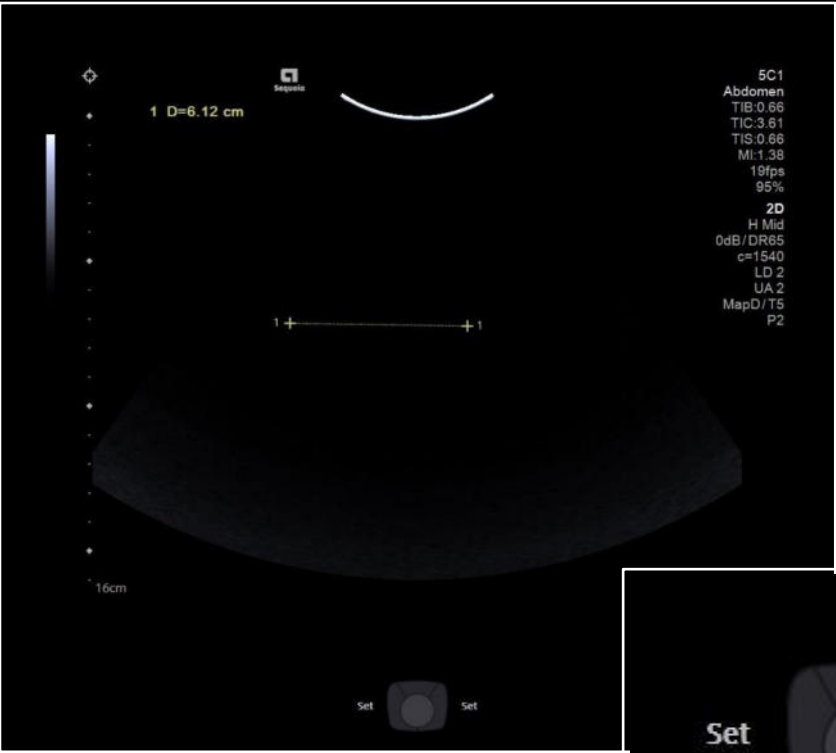 Sequoia
1 D=6.12 cm
5C1
Abdomen
TIB:0.66
TIC:3.61
TIS:0.66
MI:1.38
19fps
95%
2D
H Mid
0dB/DR65
c=1540
LD 2
UA 2
MapD/T5
P2
1 1
16cm
Set Set
Set